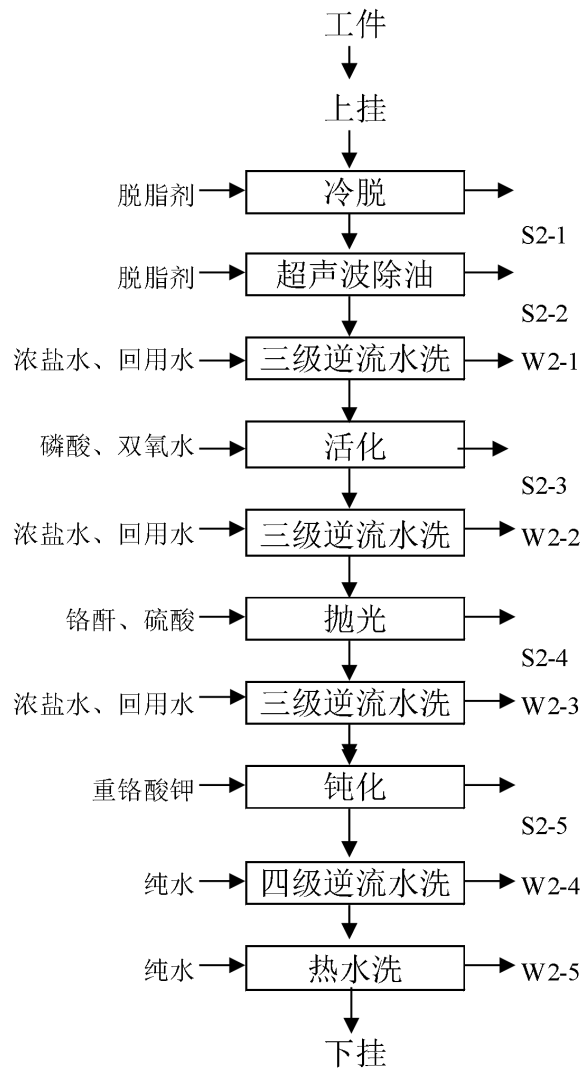 工件
上挂
脱脂剂 冷脱
S2-1
脱脂剂 超声波除油
S2-2
浓盐水、回用水 三级逆流水洗 W2-1
磷酸、双氧水 活化
S2-3
浓盐水、回用水 三级逆流水洗 W2-2
铬酐、硫酸 抛光
S2-4
浓盐水、回用水 三级逆流水洗 W2-3
重铬酸钾 钝化
S2-5
纯水 四级逆流水洗 W2-4
纯水 热水洗 W2-5
下挂